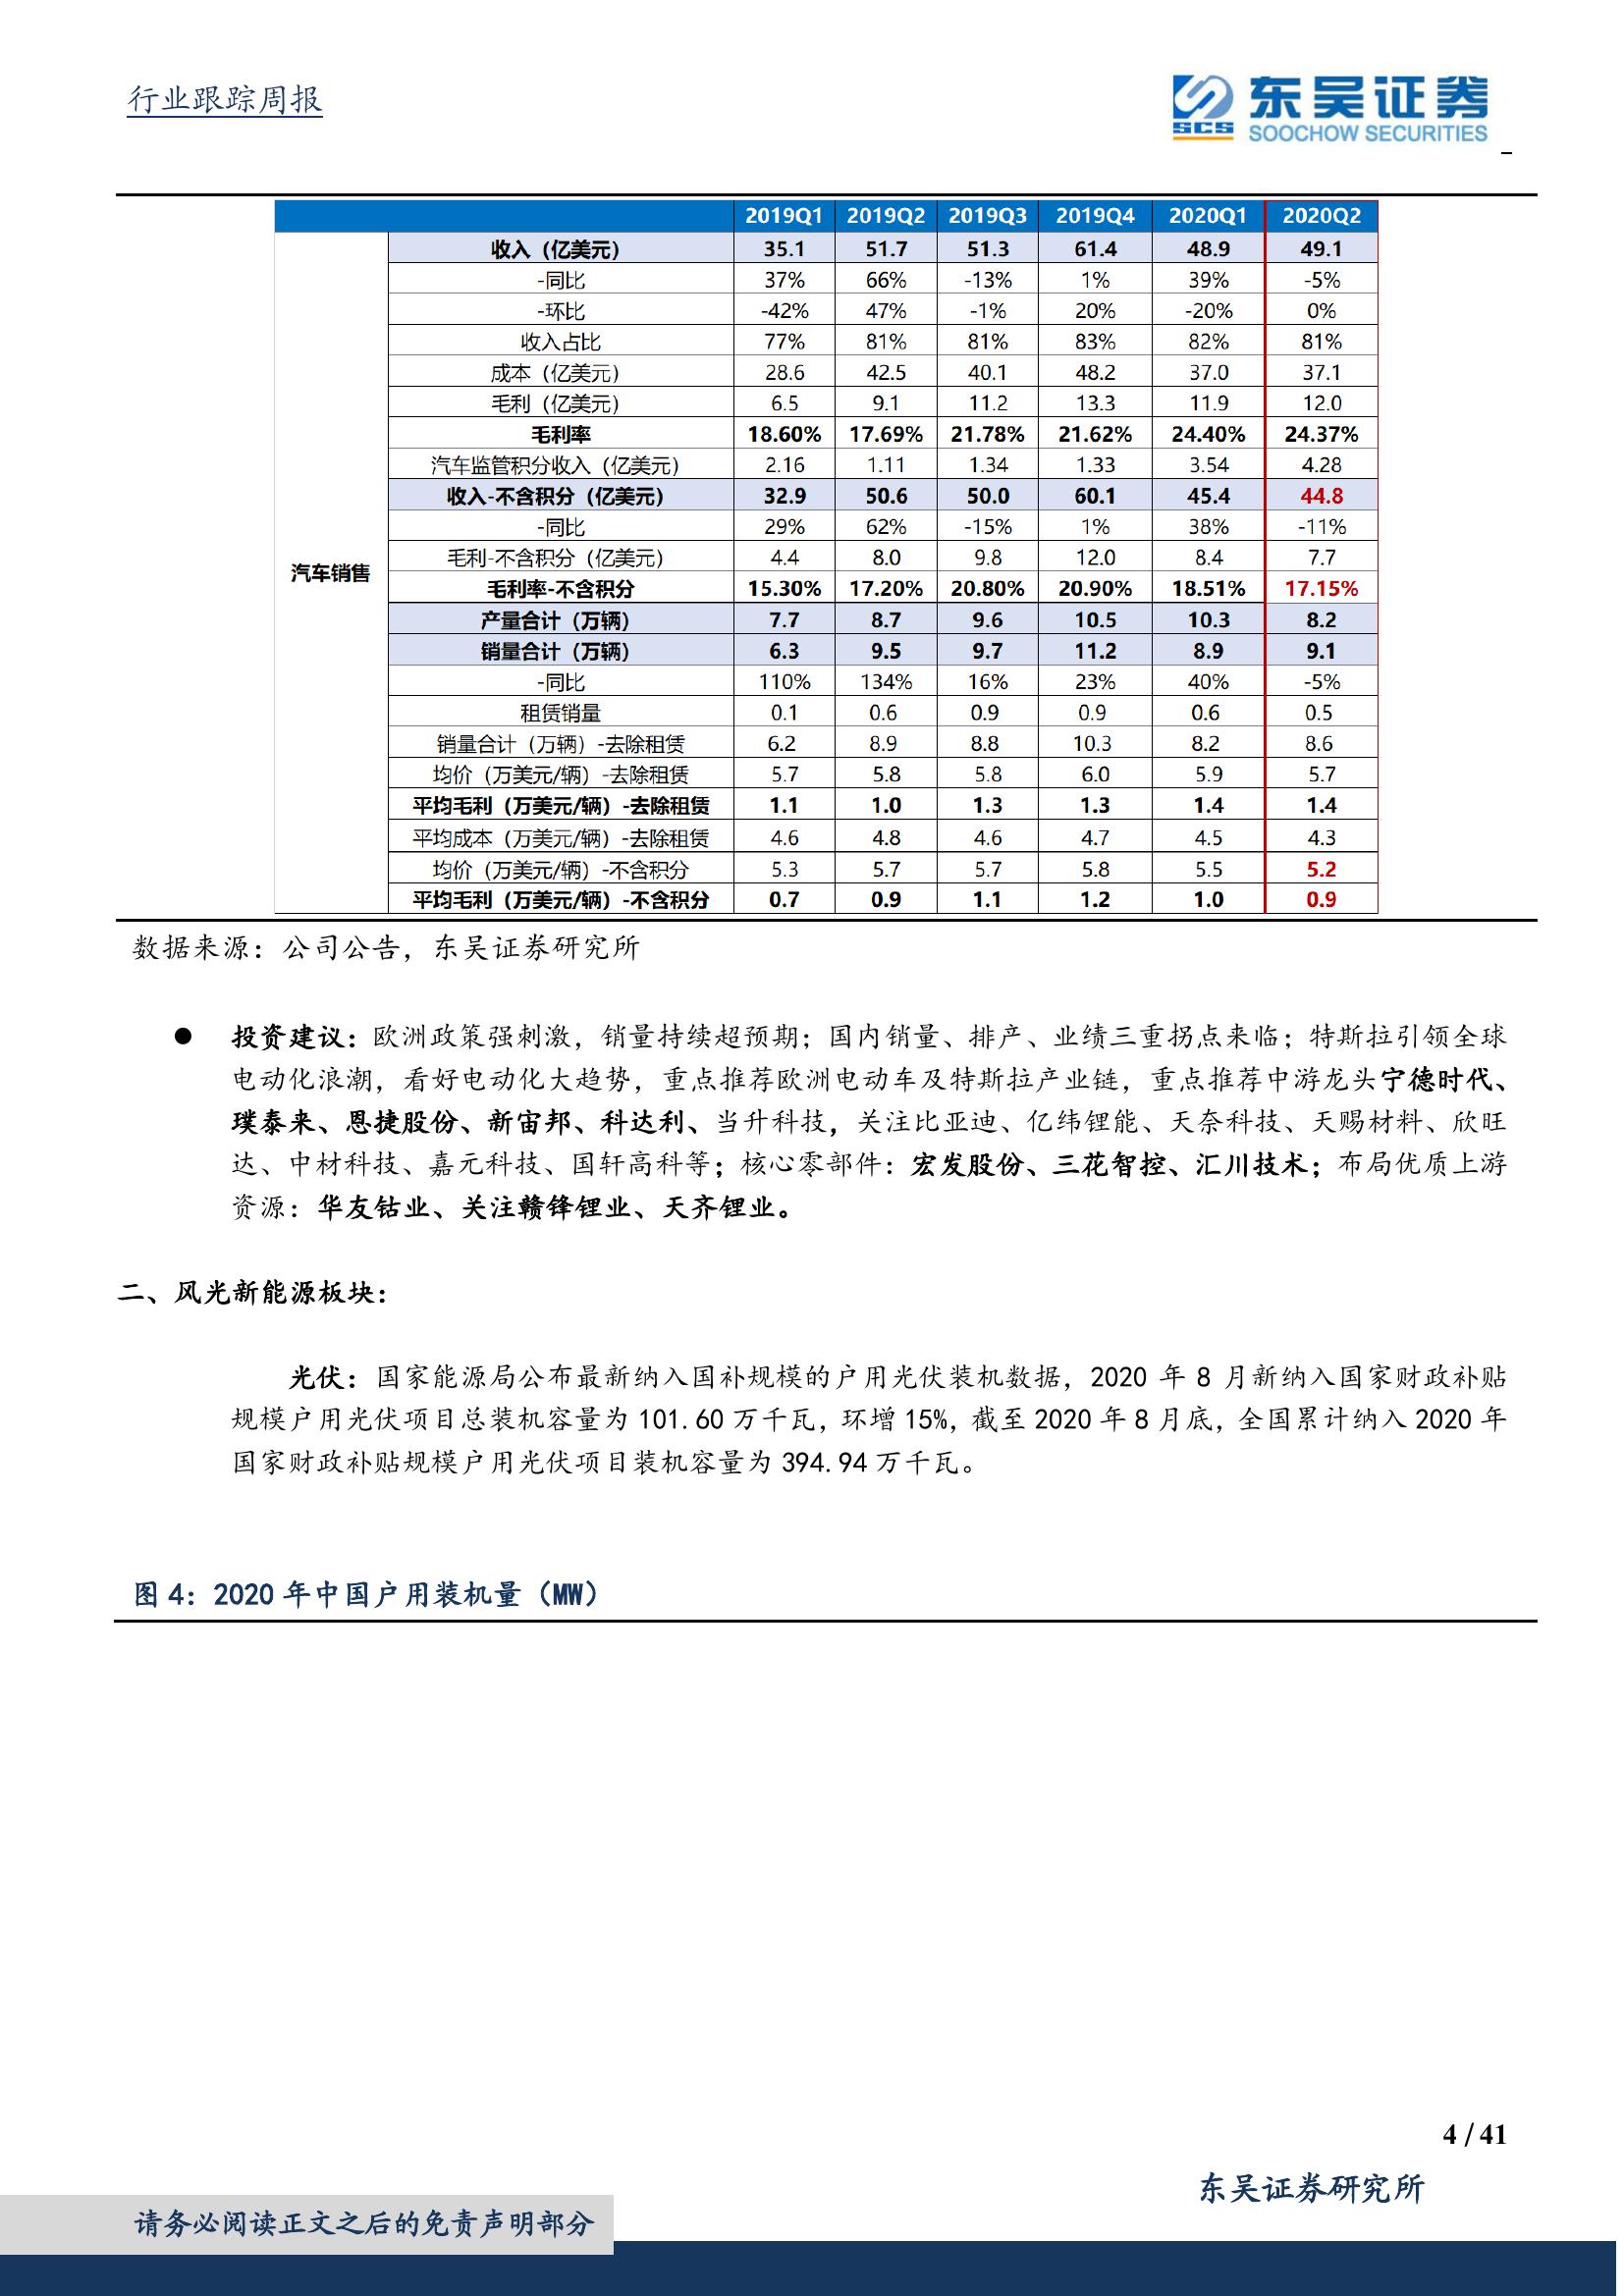 行业跟踪周报
SCS 东吴证券
SOOCHOW SECURITIES
2019Q1 2019Q2 2019Q3 2019Q4 2020Q1 2020Q2
收入（亿美元） 35.1 51.7 51.3 61.4 48.9 49.1
-同比 37% 66% -13% 1% 39% -5%
-环比 -42% 47% -1% 20% -20% 0%
收入占比 77% 81% 81% 83% 82% 81%
成本（亿美元） 28.6 42.5 40.1 48.2 37.0 37.1
毛利（亿美元） 6.5 9.1 11.2 13.3 11.9 12.0
毛利率 18.60% 17.69% 21.78% 21.62% 24.40% 24.37%
汽车监管积分收入（亿美元） 2.16 1.11 1.34 1.33 3.54 4.28
收入-不含积分（亿美元） 32.9 50.6 50.0 60.1 45.4 44.8
-同比 29% 62% -15% 1% 38% -11%
毛利-不含积分（亿美元） 4.4 8.0 9.8 12.0 8.4 7.7
汽车销售
毛利率-不含积分 15.30% 17.20% 20.80% 20.90% 18.51% 17.15%
产量合计（万辆） 7.7 8.7 9.6 10.5 10.3 8.2
销量合计（万辆） 6.3 9.5 9.7 11.2 8.9 9.1
-同比 110% 134% 16% 23% 40% -5%
租赁销量 0.1 0.6 0.9 0.9 0.6 0.5
销量合计（万辆）-去除租赁 6.2 8.9 8.8 10.3 8.2 8.6
均价（万美元/辆）-去除租赁 5.7 5.8 5.8 6.0 5.9 5.7
平均毛利（万美元/辆）-去除租赁 1.1 1.0 1.3 1.3 1.4 1.4
平均成本（万美元/辆）-去除租赁 4.6 4.8 4.6 4.7 4.5 4.3
均价（万美元/辆）-不含积分 5.3 5.7 5.7 5.8 5.5 5.2
平均毛利（万美元/辆）-不含积分 0.7 0.9 1.1 1.2 1.0 0.9
数据来源：公司公告，东吴证券研究所
● 投资建议：欧洲政策强刺激，销量持续超预期；国内销量、排产、业绩三重拐点来临；特斯拉引领全球
电动化浪潮，看好电动化大趋势，重点推荐欧洲电动车及特斯拉产业链，重点推荐中游龙头宁德时代、
璞泰来、恩捷股份、新宙邦、科达利、当升科技，关注比亚迪、亿纬锂能、天奈科技、天赐材料、欣旺
达、中材科技、嘉元科技、国轩高科等；核心零部件：宏发股份、三花智控、汇川技术；布局优质上游
资源：华友钴业、关注赣锋锂业、天齐锂业。
二、风光新能源板块：
光伏：国家能源局公布最新纳入国补规模的户用光伏装机数据，2020 年 8 月新纳入国家财政补贴
规模户用光伏项目总装机容量为 101.60 万千瓦，环增 15%，截至 2020 年 8 月底，全国累计纳入 2020 年
国家财政补贴规模户用光伏项目装机容量为 394.94 万千瓦。
图 4：2020 年中国户用装机量（MW）
4 / 41
东吴证券研究所
请务必阅读正文之后的免责声明部分